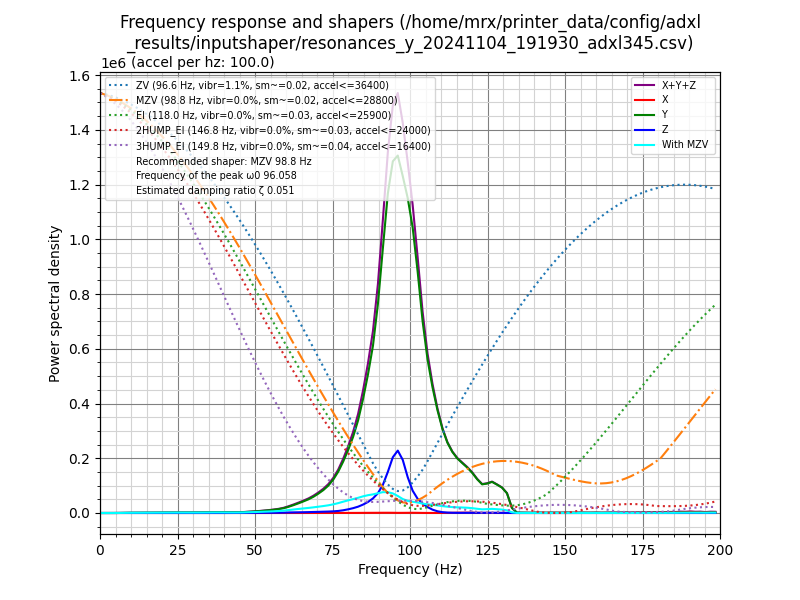 Frequency response and shapers (/home/mrx/printer_data/config/adxl
_results/inputshaper/resonances_y_20241104_191930_adxl345.csv)
1e6 (accel per hz: 100.0)
ZV (96.6 Hz, vibr=1.1%, sm~=0.02, accel<=36400)
MZV (98.8 Hz, vibr=0.0%, sm~=0.02, accel<=28800)
EI (118.0 Hz, vibr=0.0%, sm~=0.03, accel<=25900)
2HUMP_EI (146.8 Hz, vibr=0.0%, sm~=0.03, accel<=24000)
3HUMP_EI (149.8 Hz, vibr=0.0%, sm~=0.04, accel<=16400)
Recommended shaper: MZV 98.8 Hz
Frequency of the peak ω0 96.058
Estimated damping ratio ζ 0.051
X+Y+Z
X
Y
Z
With MZV
1.6
1.4
1.2
1.0
0.8
0.6
0.4
0.2
0.0
Power spectral density
0
25
50
75
100
125
150
175
200
Frequency (Hz)